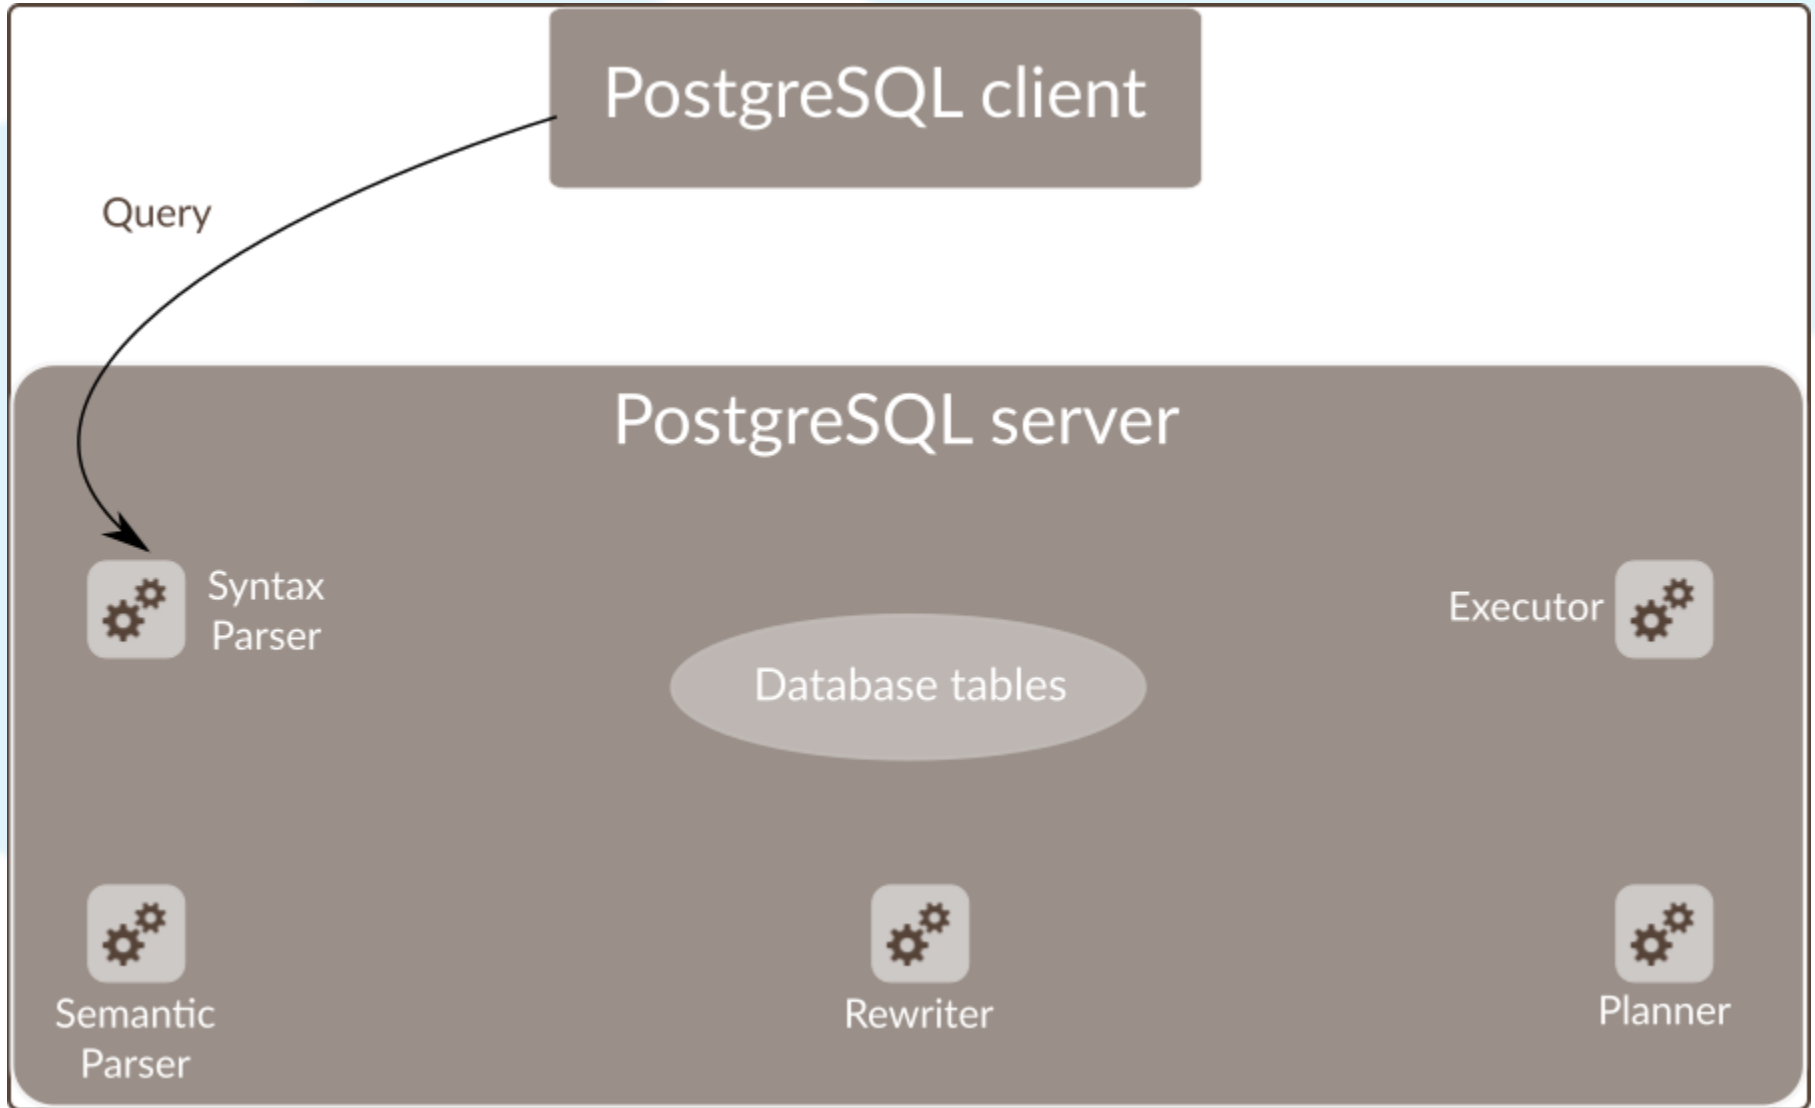 PostgreSQL client
Query
PostgreSQL server
Syntax
Parser
Executor
Database tables
Semantic
Parser
Rewriter
Planner